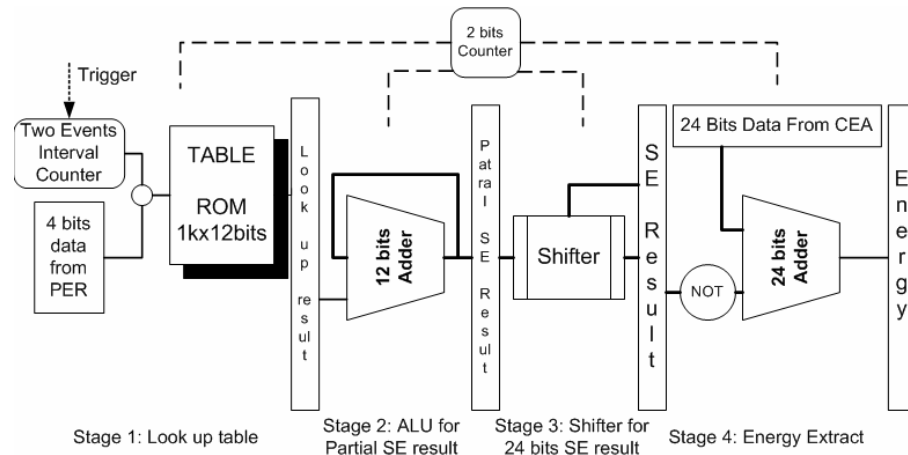 2 bits
Counter
Trigger
Two Events
Interval
Counter
4 bits
data
from
PER
TABLE
ROM
1kx12bits
Look up result
12 bits
Adder
Patral SE Result
Shifter
SE Result
24 Bits Data From CEA
NOT
24 bit
Adder
Energy
Stage 1: Look up table
Stage 2: ALU for
Partial SE result
Stage 3: Shifter for
24 bits SE result
Stage 4: Energy Extract